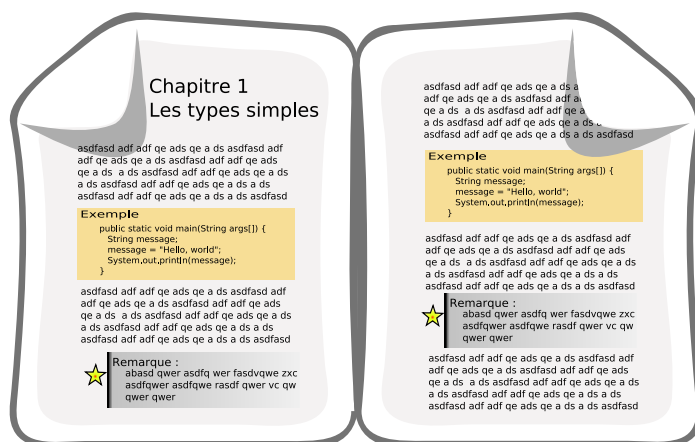 Chapitre 1
Les types simples
asdfasd adf adf qe ads qe a ds asdfasd adf
adf qe ads qe a ds asdfasd adf adf qe ads
qe a ds  a ds asdfasd adf adf qe ads qe
a ds asdfasd adf adf qe ads qe a ds a ds
asdfasd adf adf qe ads qe a ds a ds asdfasd
Exemple
public static void main(String args[]) {
String message;
message = "Hello, world";
System.out.println(message);
}
asdfasd adf adf qe ads qe a ds asdfasd adf
adf qe ads qe a ds asdfasd adf adf qe ads
qe a ds  a ds asdfasd adf adf qe ads qe
a ds asdfasd adf adf qe ads qe a ds a ds
asdfasd adf adf qe ads qe a ds a ds asdfasd
Remarque :
abasd qwer asdfq wer fasdvqwe zxc
asdfqwer asdfqwe rasdf qwer vc qw
qwer qwer
asdfasd adf adf qe ads qe a ds
adf qe ads qe a ds asdfasd adf
qe a ds  a ds asdfasd adf adf qe
a ds asdfasd adf adf qe ads qe a ds
asdfasd adf adf qe ads qe a ds a ds asdfasd
Exemple
public static void main(String args[]) {
String message;
message = "Hello, world";
System.out.println(message);
}
asdfasd adf adf qe ads qe a ds asdfasd adf
adf qe ads qe a ds asdfasd adf adf qe ads
qe a ds  a ds asdfasd adf adf qe ads qe
a ds asdfasd adf adf qe ads qe a ds a ds
asdfasd adf adf qe ads qe a ds a ds asdfasd
Remarque :
abasd qwer asdfq wer fasdvqwe zxc
asdfqwer asdfqwe rasdf qwer vc qw
qwer qwer
asdfasd adf adf qe ads qe a ds asdfasd adf
adf qe ads qe a ds asdfasd adf adf qe ads
qe a ds  a ds asdfasd adf adf qe ads qe
a ds asdfasd adf adf qe ads qe a ds a ds
asdfasd adf adf qe ads qe a ds a ds asdfasd